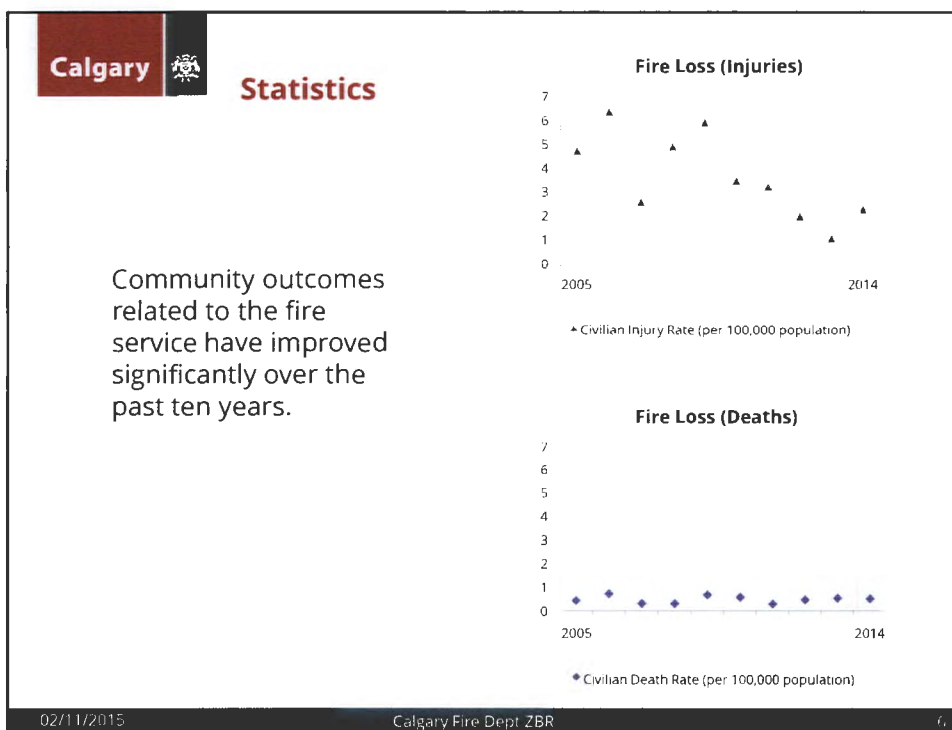 Calgary
Statistics
Community outcomes
related to the fire
service have improved
significantly over the
past ten years.
Fire Loss (Injuries)
7
6
5
4
3
2
1
0
2005 2014
Civilian Injury Rate (per 100,000 population)
Fire Loss (Deaths)
7
6
5
4
3
2
1
0
2005 2014
Civilian Death Rate (per 100,000 population)
02/11/2015 Calgary Fire Dept ZBR